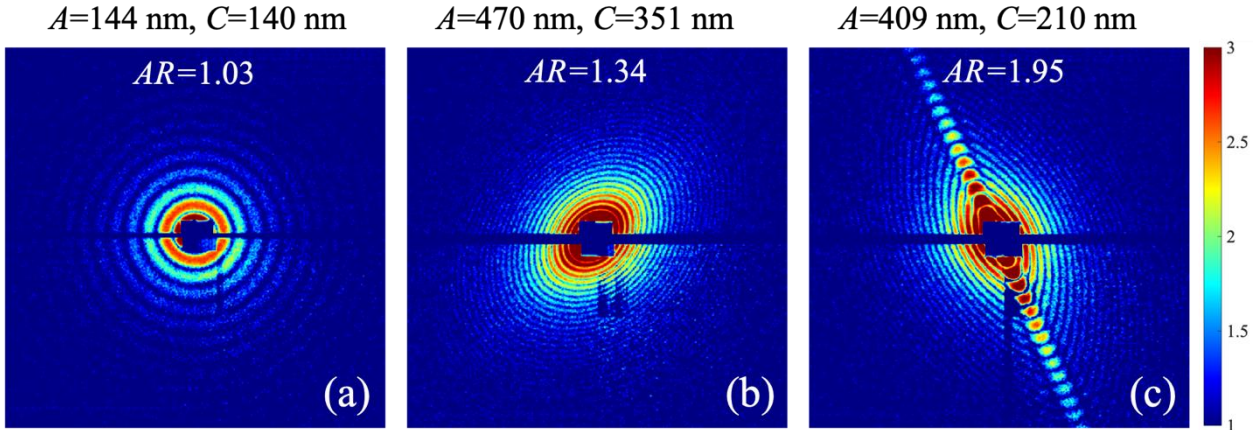 A=144 nm, C=140 nm
A=470 nm, C=351 nm
A=409 nm, C=210 nm
AR=1.03
AR=1.34
AR=1.95
3
2.5
2
1.5
1
(a)
(b)
(c)